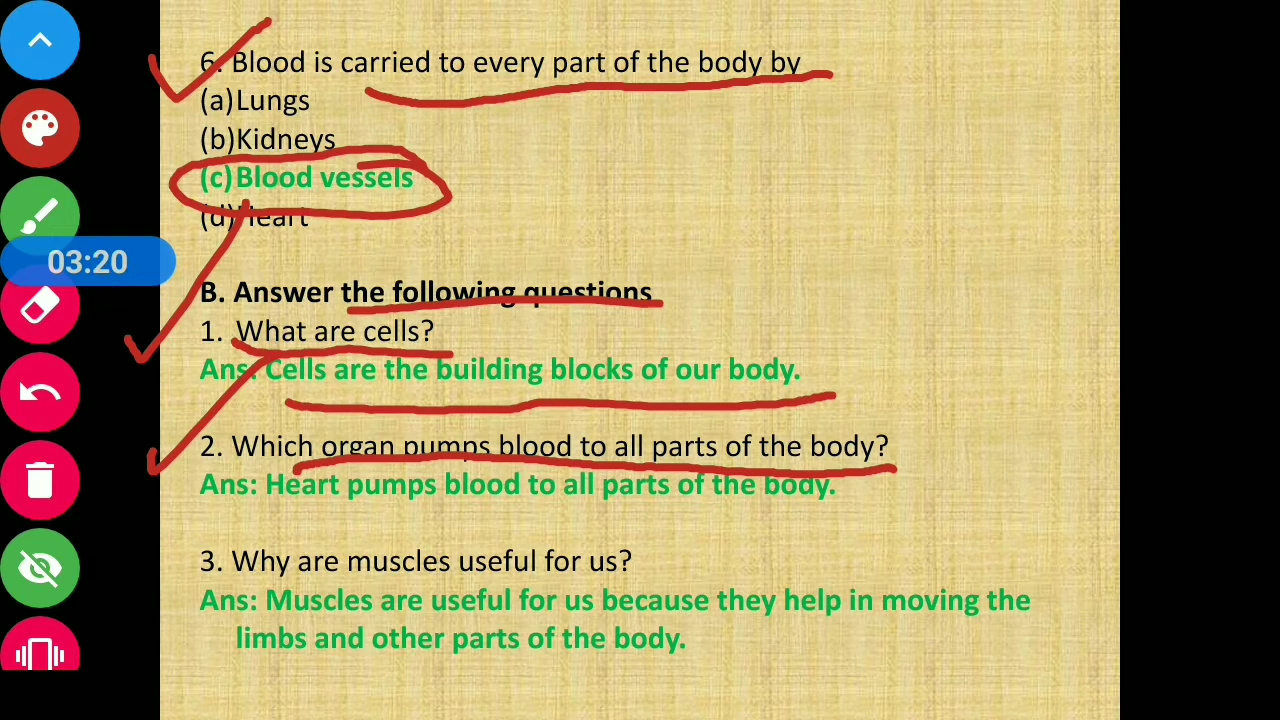 6. Blood is carried to every part of the body by
(a)Lungs
(b)Kidneys
(c)Blood vessels
(d)Heart
03:20
B. Answer the following questions
1. What are cells?
Ans: Cells are the building blocks of our body.
2. Which organ pumps blood to all parts of the body?
Ans: Heart pumps blood to all parts of the body.
3. Why are muscles useful for us?
Ans: Muscles are useful for us because they help in moving the
limbs and other parts of the body.